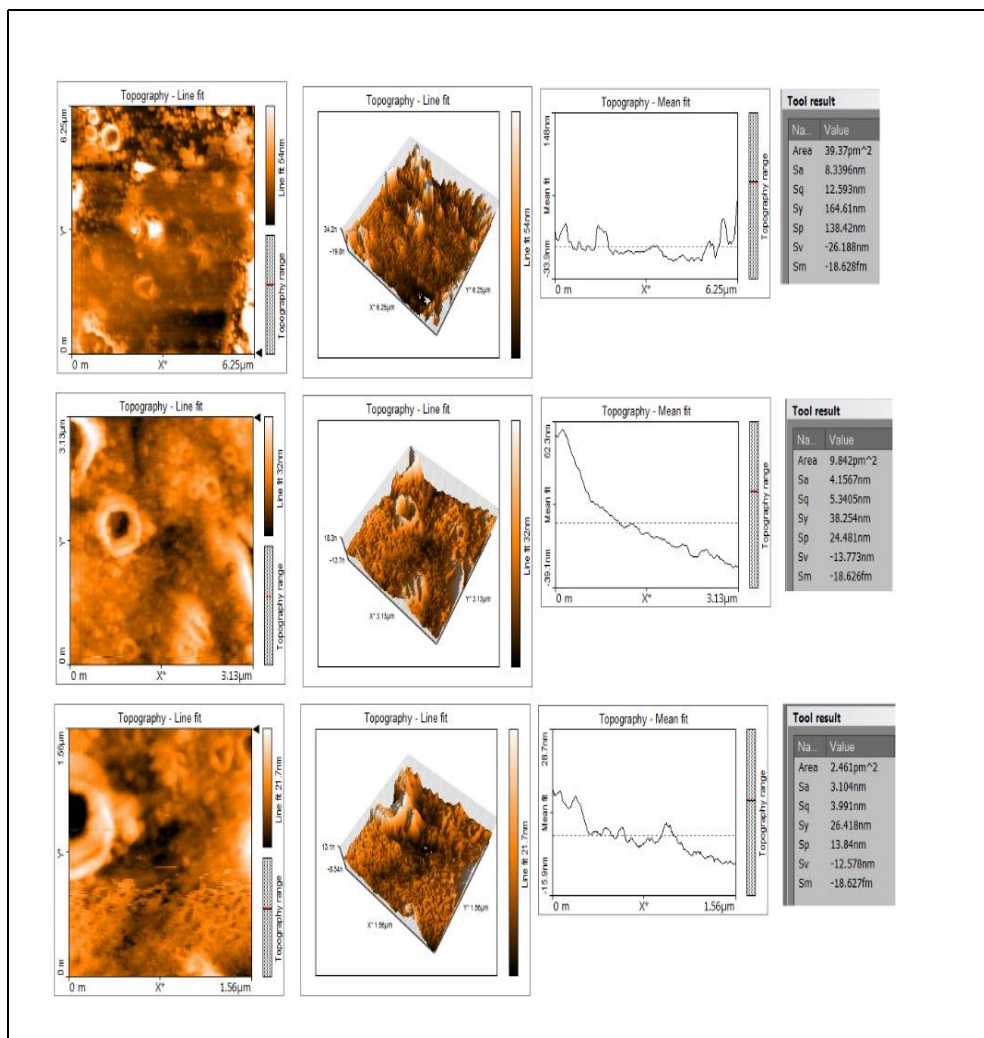 Topography - Line fit
6.25µm
Y*
0 m
0 m X* 6.25µm
Line fit 54nm
Topography range
Topography - Line fit
Y* 6.25µm
X* 6.25µm
Line fit 54nm
Topography - Mean fit
148nm
Mean fit
-33.9nm
0 m X* 6.25µm
Topography range
Tool result
Na... Value
Area 39.37pm^2
Sa 8.3396nm
Sq 12.593nm
Sy 164.61nm
Sp 138.42nm
Sv -26.188nm
Sm -18.628fm
Topography - Line fit
3.13µm
Y*
0 m
0 m X* 3.13µm
Line fit 32nm
Topography range
Topography - Line fit
Y* 3.13µm
X* 3.13µm
Line fit 32nm
Topography - Mean fit
62.3nm
Mean fit
-39.1nm
0 m X* 3.13µm
Topography range
Tool result
Na... Value
Area 9.842pm^2
Sa 4.1567nm
Sq 5.3405nm
Sy 38.254nm
Sp 24.481nm
Sv -13.773nm
Sm -18.626fm
Topography - Line fit
1.56µm
Y*
0 m
0 m X* 1.56µm
Line fit 21.7nm
Topography range
Topography - Line fit
13.1n
Y* 1.56µm
X* 1.56µm
Line fit 21.7nm
Topography - Mean fit
28.7nm
Mean fit
-15.9nm
0 m X* 1.56µm
Topography range
Tool result
Na... Value
Area 2.461pm^2
Sa 3.104nm
Sq 3.991nm
Sy 26.418nm
Sp 13.84nm
Sv -12.578nm
Sm -18.627fm